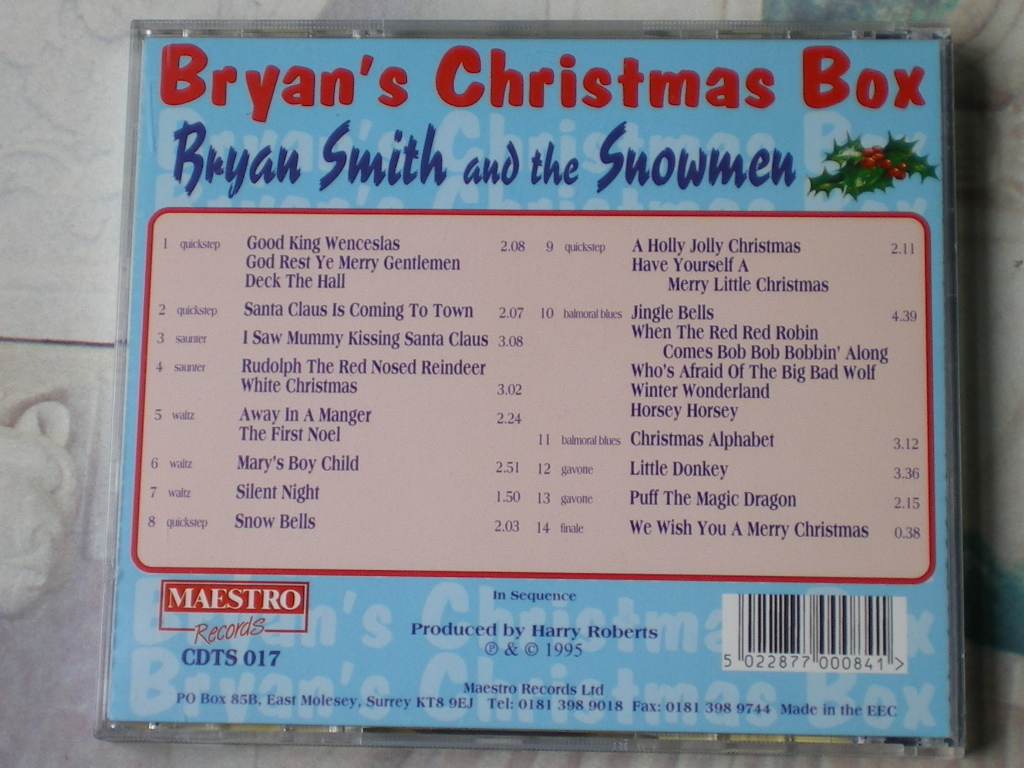 Bryan's Christmas Box
Bryan Smith and the Snowmen
1 quickstep Good King Wenceslas 2.08
God Rest Ye Merry Gentlemen
Deck The Hall
2 quickstep Santa Claus Is Coming To Town 2.07
3 saunter I Saw Mummy Kissing Santa Claus 3.08
4 saunter Rudolph The Red Nosed Reindeer
White Christmas 3.02
5 waltz Away In A Manger 2.24
The First Noel
6 waltz Mary's Boy Child 2.51
7 waltz Silent Night 1.50
8 quickstep Snow Bells 2.03
9 quickstep A Holly Jolly Christmas 2.11
Have Yourself A
Merry Little Christmas
10 balmoral blues Jingle Bells 4.39
When The Red Red Robin
Comes Bob Bob Bobbin' Along
Who's Afraid Of The Big Bad Wolf
Winter Wonderland
Horsey Horsey
11 balmoral blues Christmas Alphabet 3.12
12 gavotte Little Donkey 3.36
13 gavotte Puff The Magic Dragon 2.15
14 finale We Wish You A Merry Christmas 0.38
MAESTRO
Records
CDTS 017
In Sequence
Produced by Harry Roberts
℗ & © 1995
5 022877 000841 >
Maestro Records Ltd
PO Box 85B, East Molesey, Surrey KT8 9EJ Tel: 0181 398 9018 Fax: 0181 398 9744 Made in the EEC